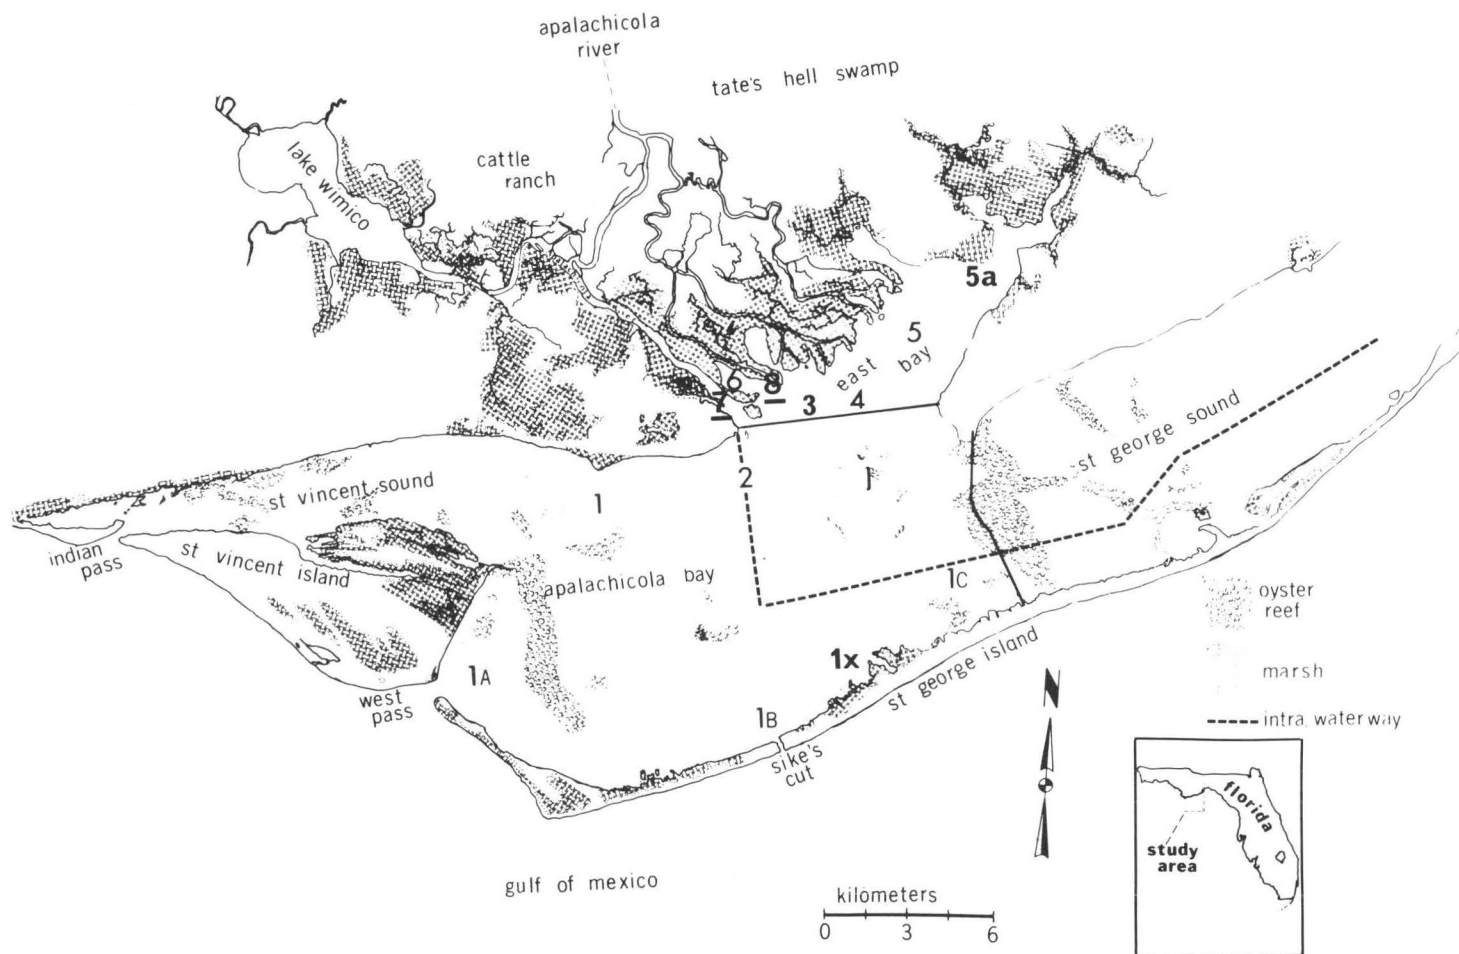 apalachicola
river
tate's hell swamp
lake wimico
cattle
ranch
5a
5
east bay
6
8
7
3
4
st george sound
2
1
st vincent sound
indian
pass
st vincent island
apalachicola bay
1C
oyster
reef
1x
1A
west
pass
st george island
marsh
N
1B
sike's
cut
intra. water way
florida
study
area
gulf of mexico
kilometers
0 3 6